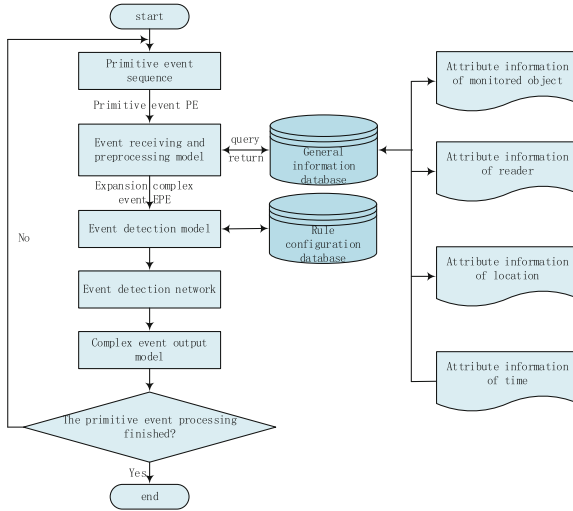 start
Primitive event
sequence
Primitive event PE
Event receiving and
preprocessing model
query
return
General
information
database
Expansion complex
event EPE
Event detection model
Rule
configuration
database
No
Event detection network
Complex event output
model
The primitive event processing
finished?
Yes
end
Attribute information
of monitored object
Attribute information
of reader
Attribute information
of location
Attribute information
of time